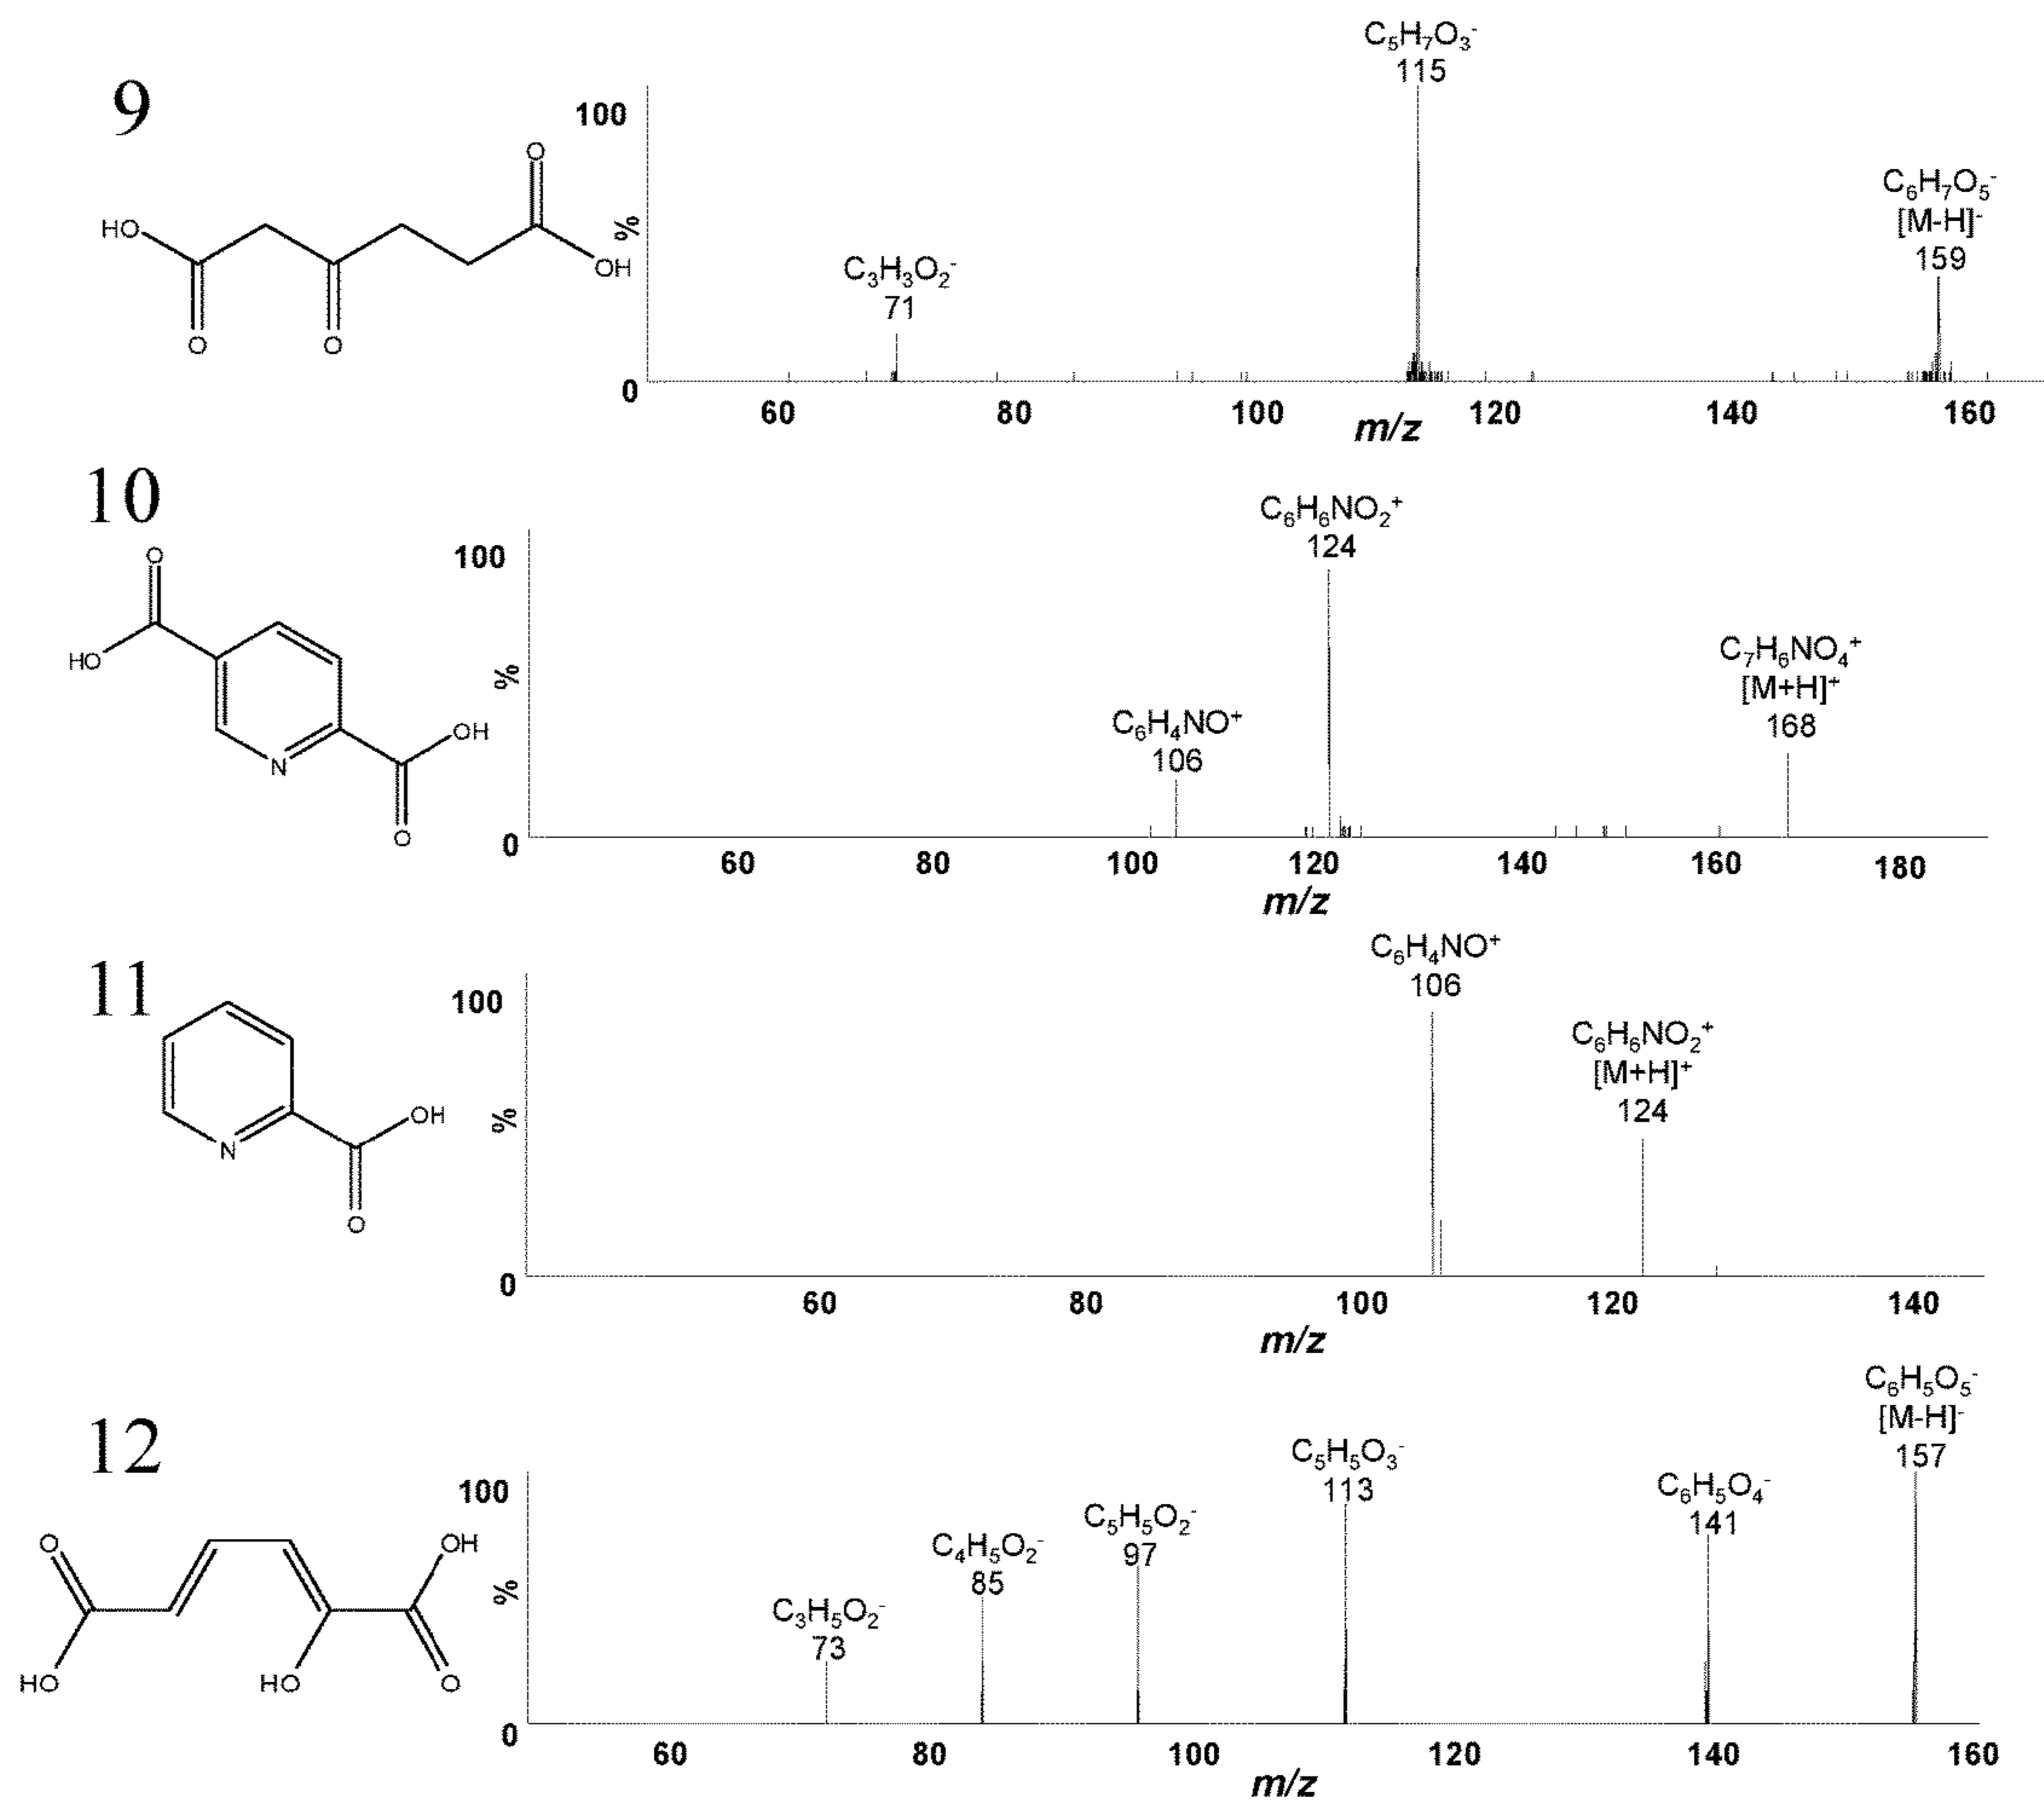 9
HO
O
O
O
OH
100
%
0
C₃H₃O₂⁻
71
C₅H₇O₃⁻
115
C₆H₇O₅⁻
[M-H]⁻
159
60 80 100 120 140 160
m/z
10
O
HO
N
OH
O
100
%
0
C₆H₄NO⁺
106
C₆H₆NO₂⁺
124
C₇H₆NO₄⁺
[M+H]⁺
168
60 80 100 120 140 160 180
m/z
11
N
OH
O
100
%
0
C₆H₄NO⁺
106
C₆H₆NO₂⁺
[M+H]⁺
124
60 80 100 120 140
m/z
12
O
HO
HO
OH
O
100
%
0
C₃H₅O₂⁻
73
C₄H₅O₂⁻
85
C₅H₅O₂⁻
97
C₅H₅O₃⁻
113
C₆H₅O₄⁻
141
C₆H₅O₅⁻
[M-H]⁻
157
60 80 100 120 140 160
m/z